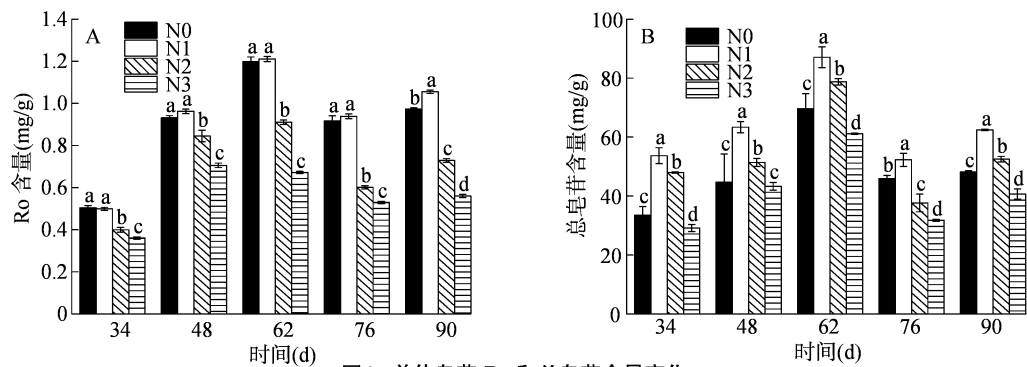 A
N0
N1
N2
N3
Ro 含量(mg/g)
1.4
1.2
1.0
0.8
0.6
0.4
0.2
0
a a b c
a a b c
a a b c
a a b c
b a c d
34 48 62 76 90
时间(d)
B
N0
N1
N2
N3
总皂苷含量(mg/g)
100
80
60
40
20
0
c a b d
c a b c
c a b d
b a c d
c a b d
34 48 62 76 90
时间(d)